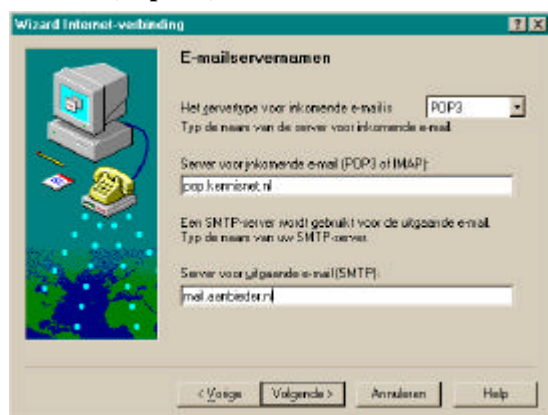 Wizard Internet-verbinding
E-mailservernamen
Het servertype voor inkomende e-mail is POP3
Typ de naam van de server voor inkomende e-mail.
Server voor inkomende e-mail (POP3 of IMAP):
pop.kennisnet.nl
Een SMTP-server wordt gebruikt voor de uitgaande e-mail.
Typ de naam van uw SMTP-server.
Server voor uitgaande e-mail (SMTP):
mail.aanbieder.nl
< Vorige Volgende > Annuleren Help